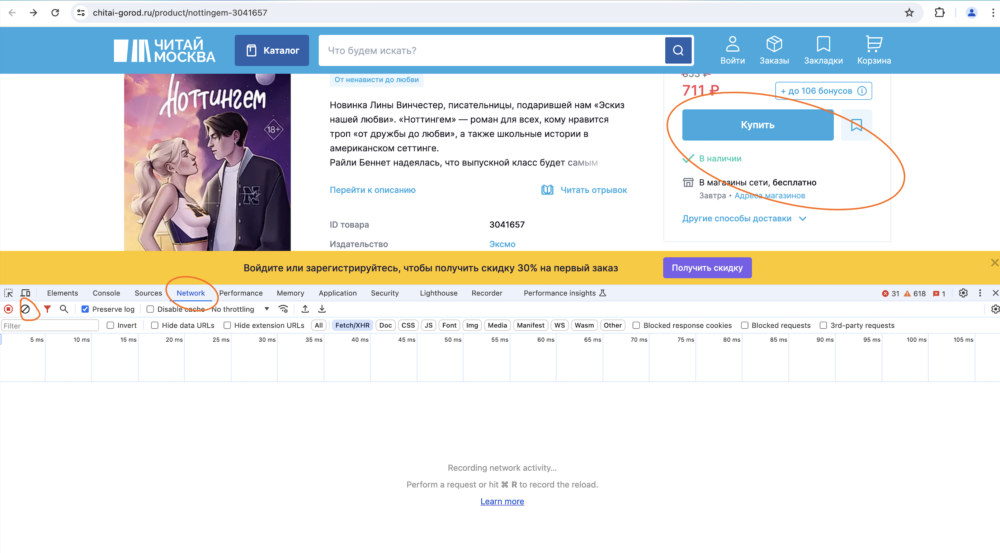 chitai-gorod.ru/product/nottingem-3041657
ЧИТАЙ
МОСКВА
Каталог
Что будем искать?
Войти
Заказы
Закладки
Корзина
Ноттингем
18+
N
От ненависти до любви
Новинка Лины Винчестер, писательницы, подарившей нам «Эскиз
нашей любви». «Ноттингем» — роман для всех, кому нравится
троп «от дружбы до любви», а также школьные истории в
американском сеттинге.
Райли Беннет надеялась, что выпускной класс будет самым
Перейти к описанию
Читать отрывок
ID товара 3041657
Издательство Эксмо
853 ₽
711 ₽
+ до 106 бонусов
Купить
В наличии
В магазины сети, бесплатно
Завтра • Адреса магазинов
Другие способы доставки
Войдите или зарегистрируйтесь, чтобы получить скидку 30% на первый заказ
Получить скидку
Elements Console Sources Network Performance Memory Application Security Lighthouse Recorder Performance insights 31 618 1
Preserve log Disable cache No throttling
Filter Invert Hide data URLs Hide extension URLs All Fetch/XHR Doc CSS JS Font Img Media Manifest WS Wasm Other Blocked response cookies Blocked requests 3rd-party requests
5 ms 10 ms 15 ms 20 ms 25 ms 30 ms 35 ms 40 ms 45 ms 50 ms 55 ms 60 ms 65 ms 70 ms 75 ms 80 ms 85 ms 90 ms 95 ms 100 ms 105 ms
Recording network activity...
Perform a request or hit ⌘ R to record the reload.
Learn more